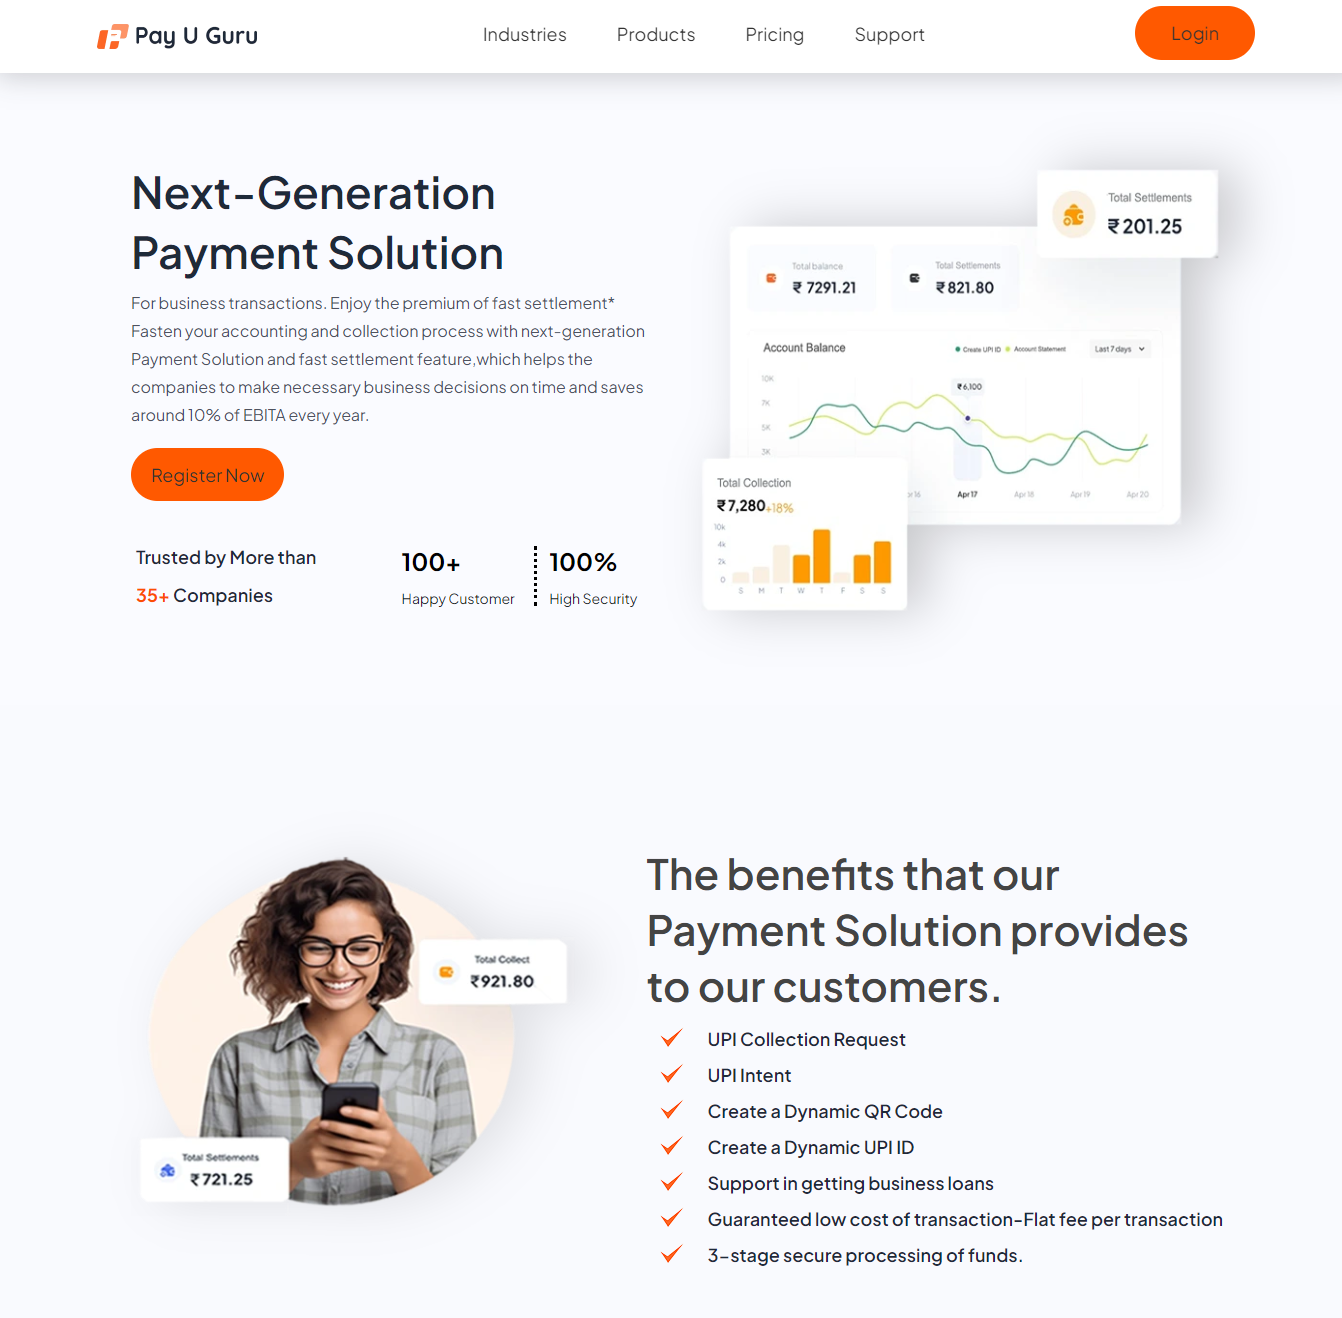 Pay U Guru
Industries
Products
Pricing
Support
Login
Next-Generation
Payment Solution
For business transactions. Enjoy the premium of fast settlement*
Fasten your accounting and collection process with next-generation
Payment Solution and fast settlement feature,which helps the
companies to make necessary business decisions on time and saves
around 10% of EBITA every year.
Register Now
Trusted by More than
35+ Companies
100+
Happy Customer
100%
High Security
Total Settlements
₹ 201.25
Total balance
₹ 7291.21
Total Settlements
₹ 821.80
Account Balance
Create UPI ID
Account Statement
Last 7 days
10K
7K
5K
3K
₹ 6,100
Apr 17
Apr 18
Apr 19
Apr 20
Total Collection
₹ 7,280 +18%
10k
4k
2k
0
S M T W T F S S
Total Collect
₹ 921.80
Total Settlements
₹ 721.25
The benefits that our
Payment Solution provides
to our customers.
UPI Collection Request
UPI Intent
Create a Dynamic QR Code
Create a Dynamic UPI ID
Support in getting business loans
Guaranteed low cost of transaction-Flat fee per transaction
3-stage secure processing of funds.